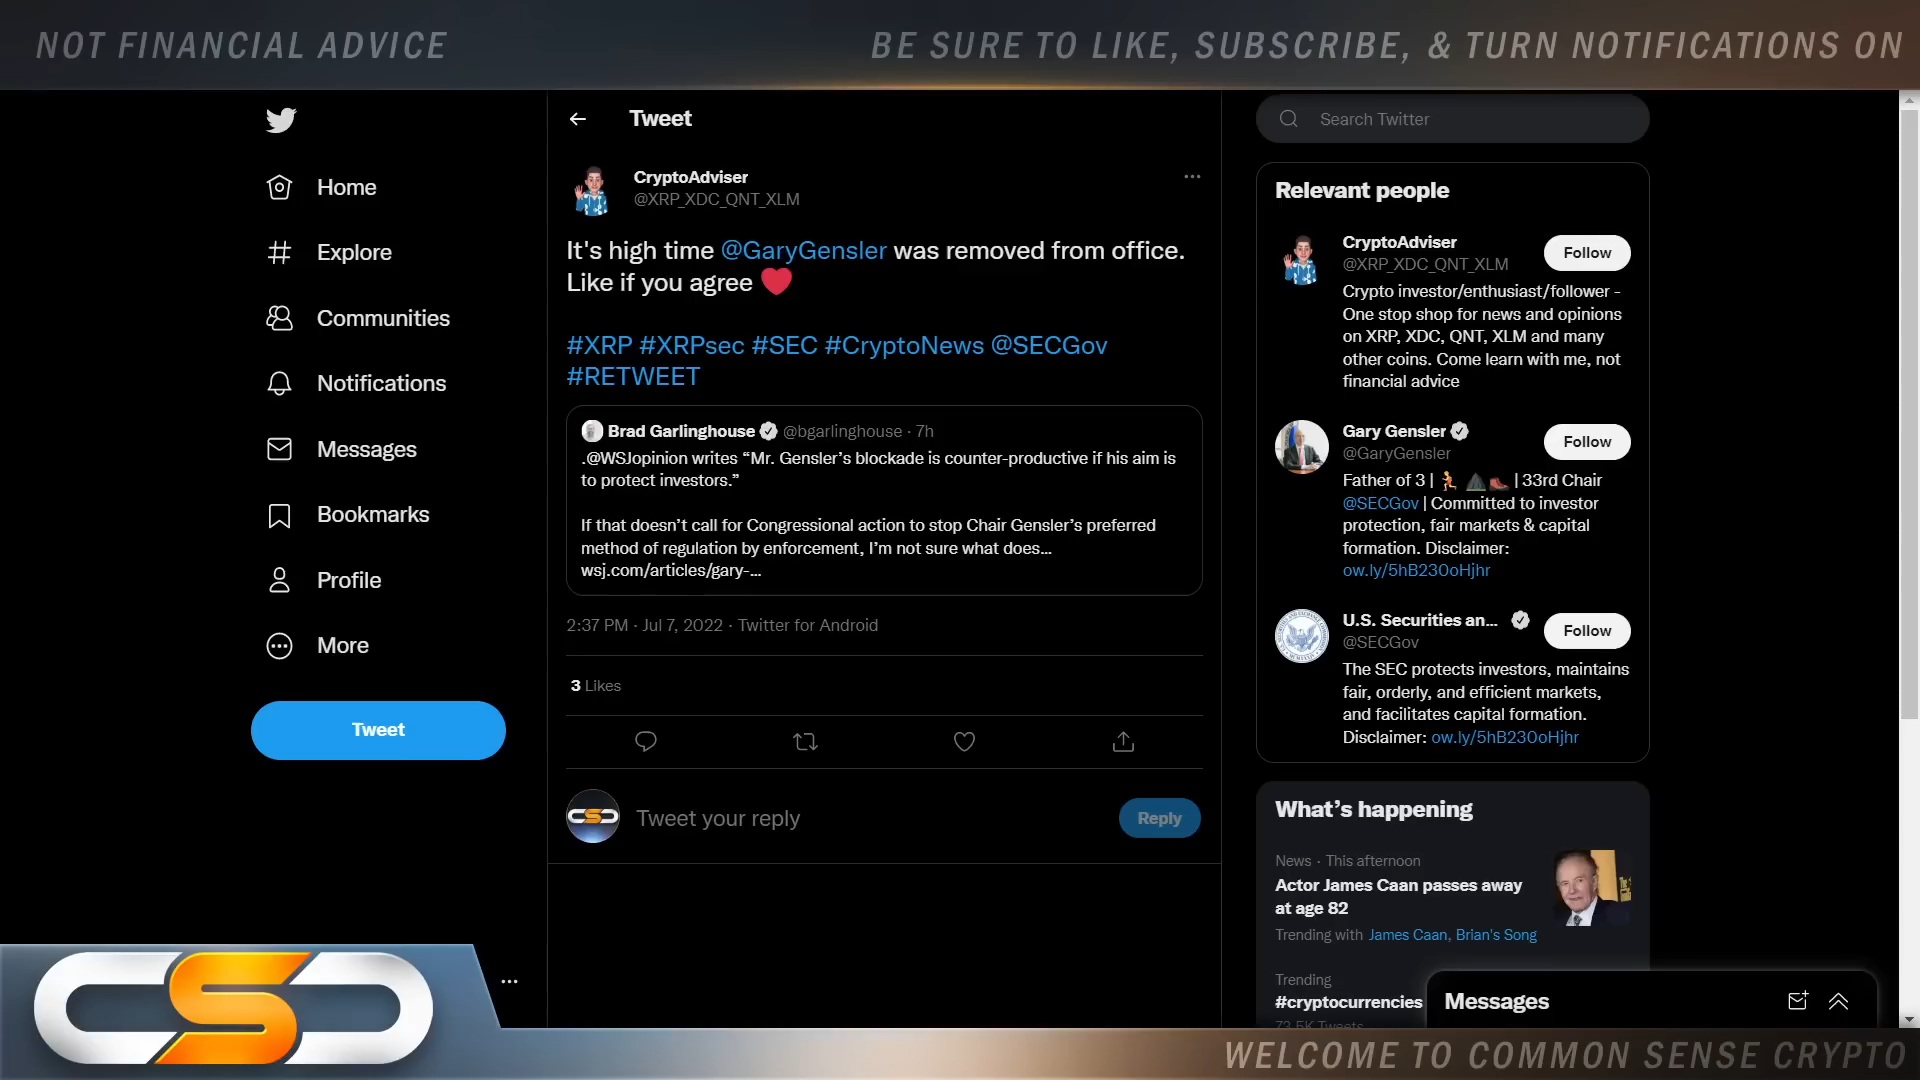 NOT FINANCIAL ADVICE
BE SURE TO LIKE, SUBSCRIBE, & TURN NOTIFICATIONS ON
Home
Explore
Communities
Notifications
Messages
Bookmarks
Profile
More
Tweet
Tweet
CryptoAdviser
@XRP_XDC_QNT_XLM
It's high time @GaryGensler was removed from office.
Like if you agree ❤
#XRP #XRPsec #SEC #CryptoNews @SECGov
#RETWEET
Brad Garlinghouse @bgarlinghouse · 7h
.@WSJopinion writes “Mr. Gensler’s blockade is counter-productive if his aim is
to protect investors.”
If that doesn’t call for Congressional action to stop Chair Gensler’s preferred
method of regulation by enforcement, I’m not sure what does...
wsj.com/articles/gary-...
2:37 PM · Jul 7, 2022 · Twitter for Android
3 Likes
Tweet your reply
Reply
Search Twitter
Relevant people
CryptoAdviser
@XRP_XDC_QNT_XLM
Follow
Crypto investor/enthusiast/follower -
One stop shop for news and opinions
on XRP, XDC, QNT, XLM and many
other coins. Come learn with me, not
financial advice
Gary Gensler
@GaryGensler
Follow
Father of 3 | 🏃 ⛰🥾 | 33rd Chair
@SECGov | Committed to investor
protection, fair markets & capital
formation. Disclaimer:
ow.ly/5hB230oHjhr
U.S. Securities an...
@SECGov
Follow
The SEC protects investors, maintains
fair, orderly, and efficient markets,
and facilitates capital formation.
Disclaimer: ow.ly/5hB230oHjhr
What’s happening
News · This afternoon
Actor James Caan passes away
at age 82
Trending with James Caan, Brian's Song
Trending
#cryptocurrencies
73.5K Tweets
Messages
CSC
WELCOME TO COMMON SENSE CRYPTO